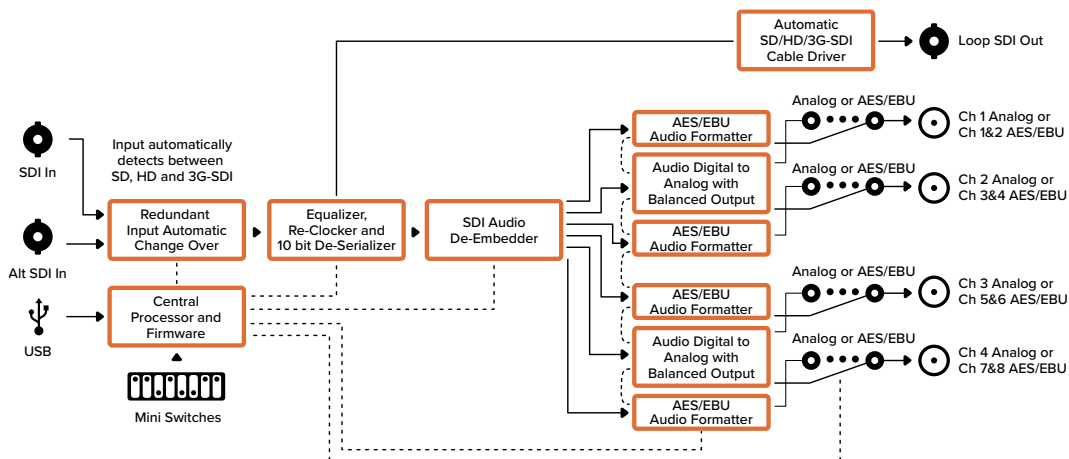 Automatic
SD/HD/3G-SDI
Cable Driver
Loop SDI Out
SDI In
Input automatically
detects between
SD, HD and 3G-SDI
Alt SDI In
Redundant
Input Automatic
Change Over
Equalizer,
Re-Clocker and
10 bit De-Serializer
SDI Audio
De-Embedder
USB
Central
Processor and
Firmware
Mini Switches
AES/EBU
Audio Formatter
Audio Digital to
Analog with
Balanced Output
AES/EBU
Audio Formatter
AES/EBU
Audio Formatter
Audio Digital to
Analog with
Balanced Output
AES/EBU
Audio Formatter
Analog or AES/EBU
Ch 1 Analog or
Ch 1&2 AES/EBU
Analog or AES/EBU
Ch 2 Analog or
Ch 3&4 AES/EBU
Analog or AES/EBU
Ch 3 Analog or
Ch 5&6 AES/EBU
Analog or AES/EBU
Ch 4 Analog or
Ch 7&8 AES/EBU